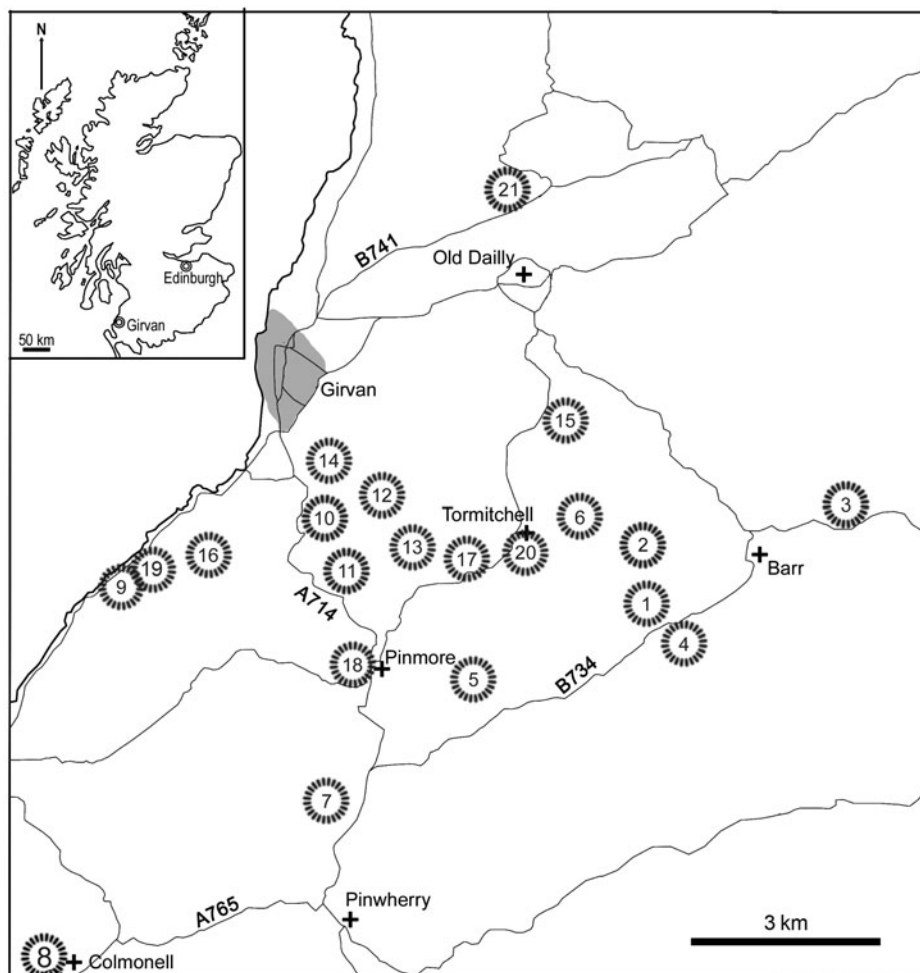 N
Edinburgh
Girvan
50 km
21
B741
Old Dailly
Girvan
15
14
12
3
10
Tormitchell
6
2
16
13
17
20
Barr
19
9
11
A714
1
4
18
Pinmore
5
B734
7
Pinwherry
A765
3 km
8
Colmonell